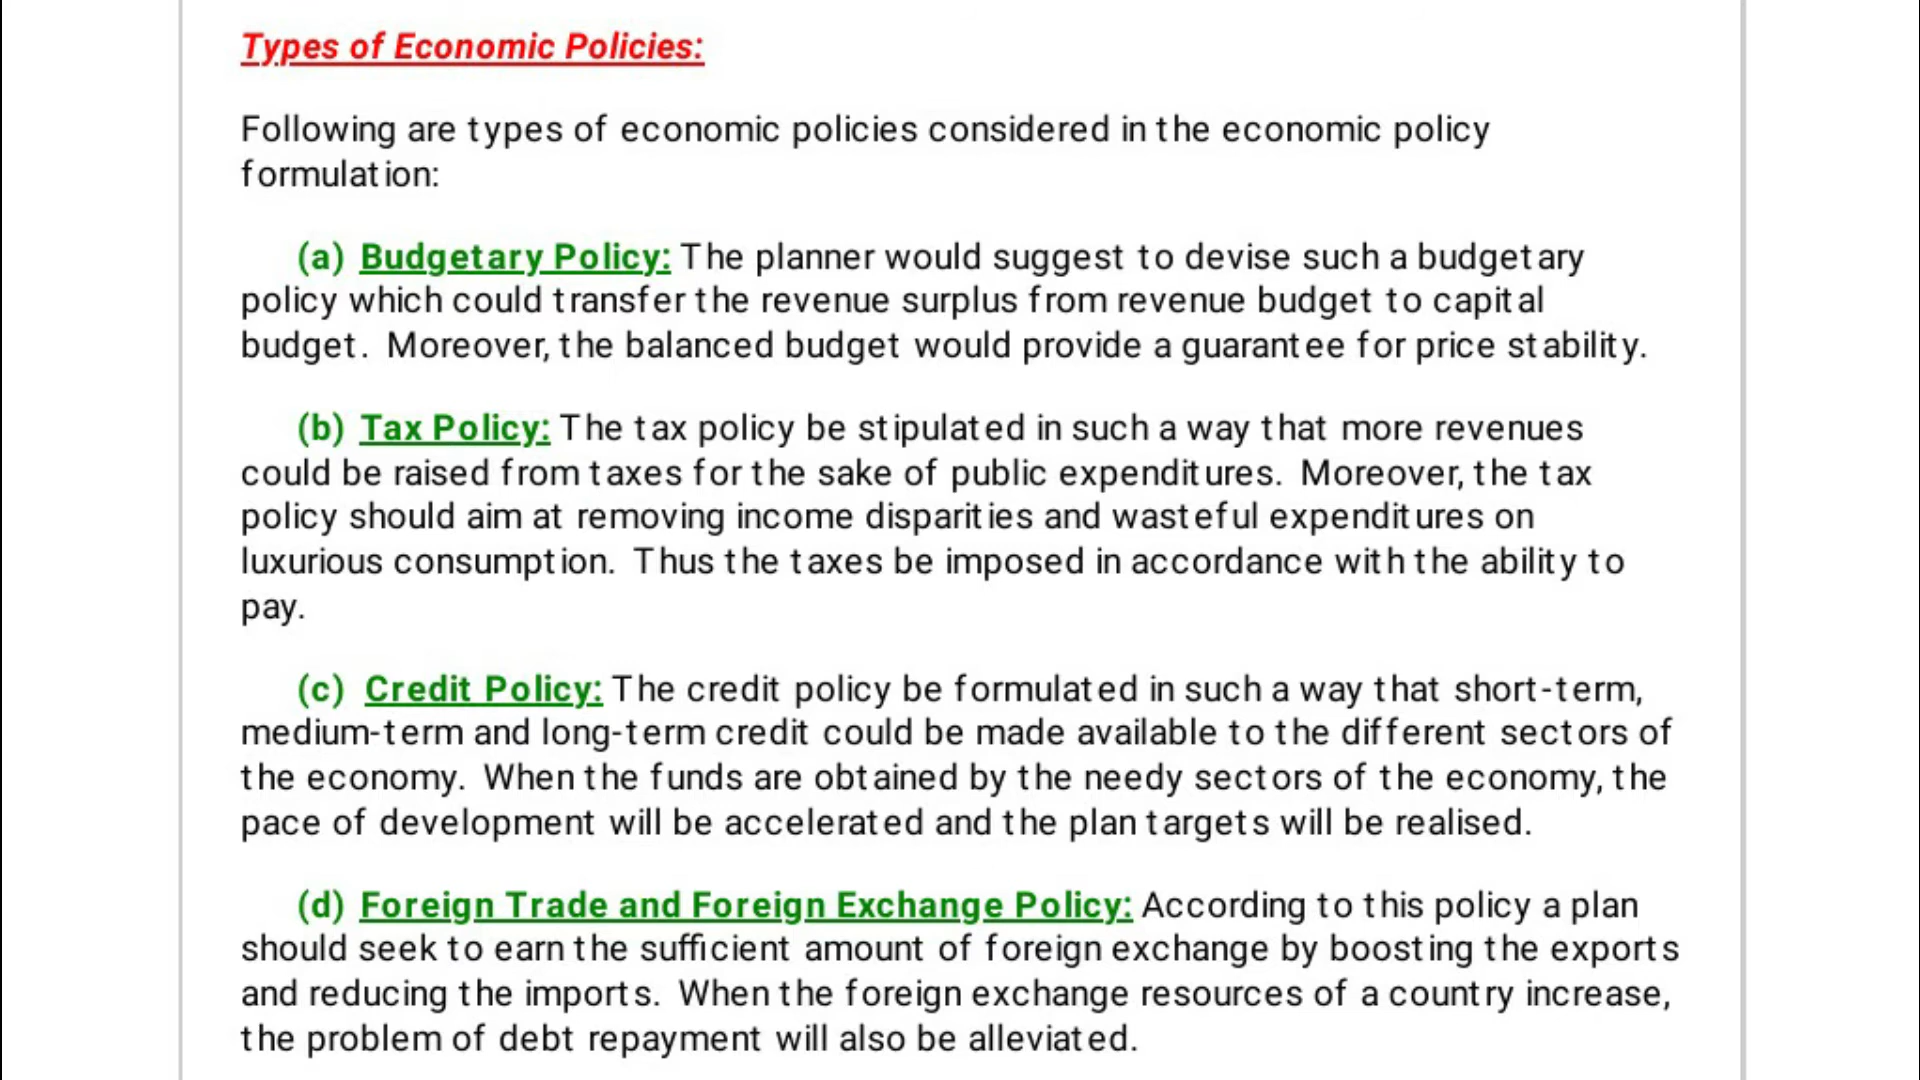 Types of Economic Policies:
Following are types of economic policies considered in the economic policy
formulation:
(a) Budgetary Policy: The planner would suggest to devise such a budgetary
policy which could transfer the revenue surplus from revenue budget to capital
budget. Moreover, the balanced budget would provide a guarantee for price stability.
(b) Tax Policy: The tax policy be stipulated in such a way that more revenues
could be raised from taxes for the sake of public expenditures. Moreover, the tax
policy should aim at removing income disparities and wasteful expenditures on
luxurious consumption. Thus the taxes be imposed in accordance with the ability to
pay.
(c) Credit Policy: The credit policy be formulated in such a way that short-term,
medium-term and long-term credit could be made available to the different sectors of
the economy. When the funds are obtained by the needy sectors of the economy, the
pace of development will be accelerated and the plan targets will be realised.
(d) Foreign Trade and Foreign Exchange Policy: According to this policy a plan
should seek to earn the sufficient amount of foreign exchange by boosting the exports
and reducing the imports. When the foreign exchange resources of a country increase,
the problem of debt repayment will also be alleviated.